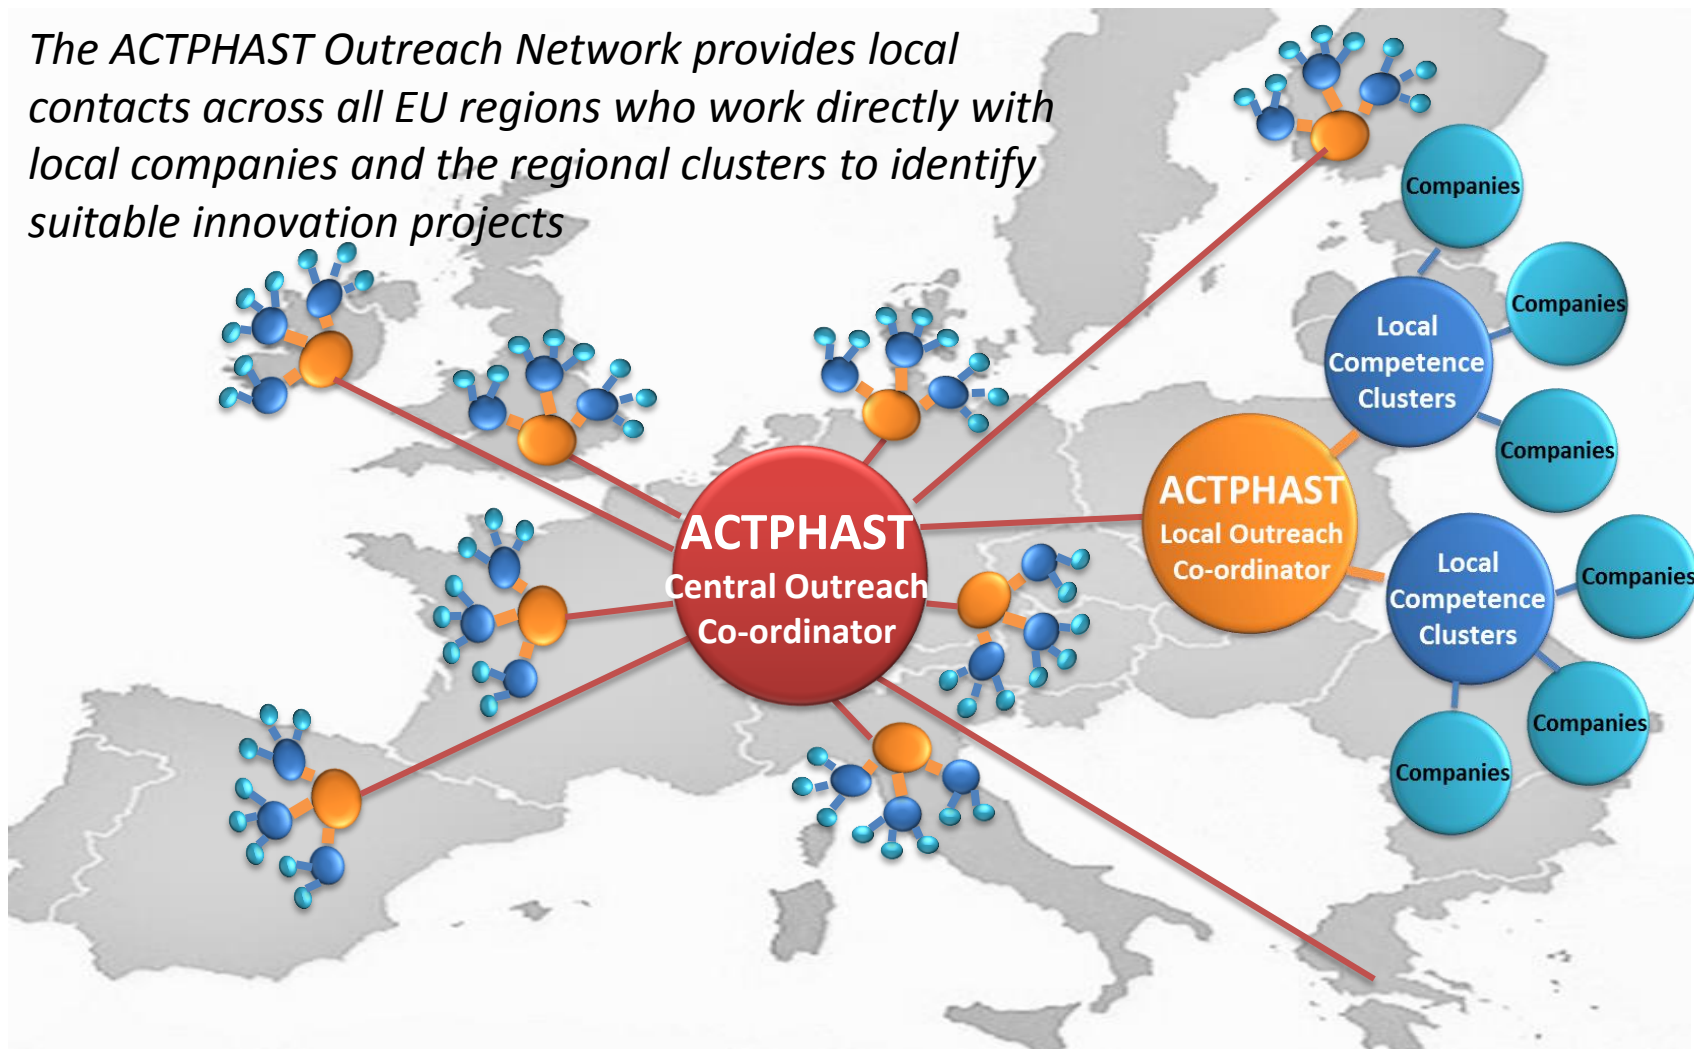 The ACTPHAST Outreach Network provides local
contacts across all EU regions who work directly with
local companies and the regional clusters to identify
suitable innovation projects
Companies
Companies
Local
Competence
Clusters
Companies
ACTPHAST
Local Outreach
Co-ordinator
ACTPHAST
Central Outreach
Co-ordinator
Local
Competence
Clusters
Companies
Companies
Companies